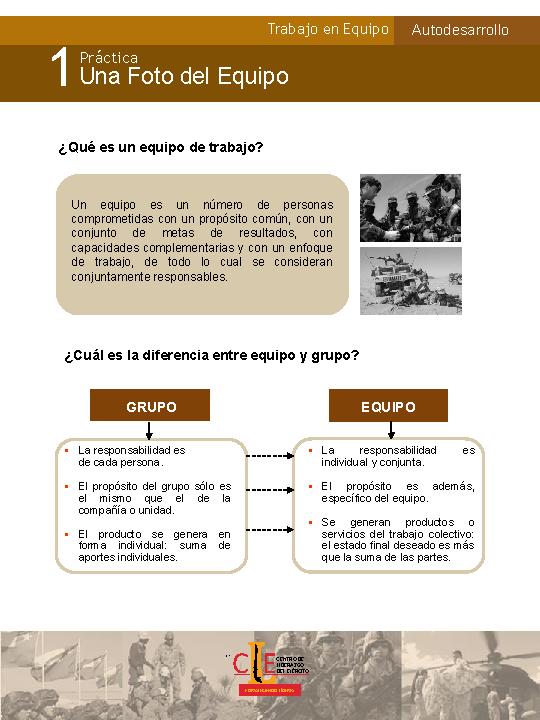 Trabajo en Equipo
Autodesarrollo
1
Práctica
Una Foto del Equipo
¿Qué es un equipo de trabajo?
Un equipo es un número de personas
comprometidas con un propósito común, con un
conjunto de metas de resultados, con
capacidades complementarias y con un enfoque
de trabajo, de todo lo cual se consideran
conjuntamente responsables.
¿Cuál es la diferencia entre equipo y grupo?
GRUPO
▪ La responsabilidad es
de cada persona.
▪ El propósito del grupo sólo es
el mismo que el de la
compañía o unidad.
▪ El producto se genera en
forma individual: suma de
aportes individuales.
EQUIPO
▪ La responsabilidad es
individual y conjunta.
▪ El propósito es además,
específico del equipo.
▪ Se generan productos o
servicios del trabajo colectivo:
el estado final deseado es más
que la suma de las partes.
CLE
CENTRO DE
LIDERAZGO
DEL EJÉRCITO